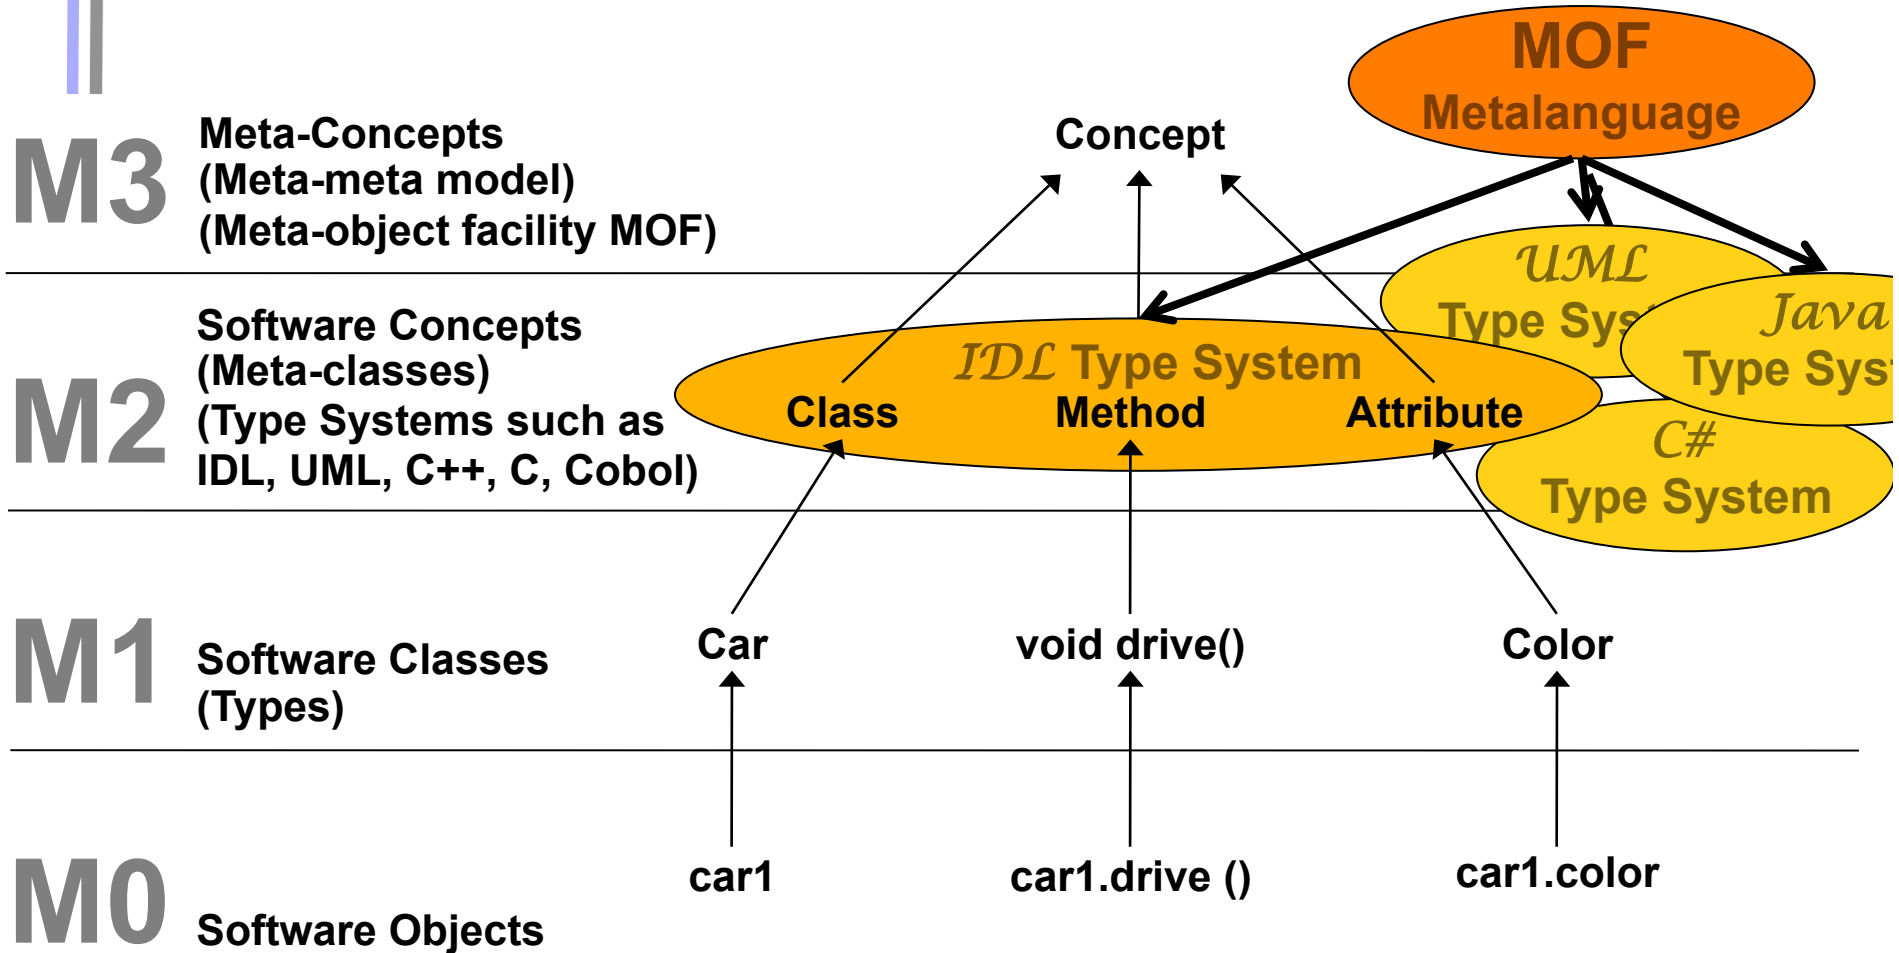 MOF
Metalanguage
M3
Meta-Concepts
(Meta-meta model)
(Meta-object facility MOF)
Concept
M2
Software Concepts
(Meta-classes)
(Type Systems such as
IDL, UML, C++, C, Cobol)
IDL Type System
Class
Method
Attribute
UML
Type Sys
Java
Type Sys
C#
Type System
M1
Software Classes
(Types)
Car
void drive()
Color
M0
Software Objects
car1
car1.drive ()
car1.color